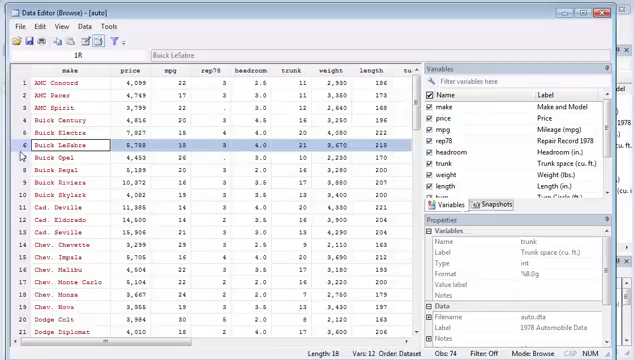 Data Editor (Browse) - [auto]
File Edit View Data Tools
1R Buick LeSabre
make price mpg rep78 headroom trunk weight length tu
1 AMC Concord 4,099 22 3 2.5 11 2,930 186
2 AMC Pacer 4,749 17 3 3.0 11 3,350 173
3 AMC Spirit 3,799 22 . 3.0 12 2,640 168
4 Buick Century 4,816 20 3 4.5 16 3,250 196
5 Buick Electra 7,827 15 4 4.0 20 4,080 222
6 Buick LeSabre 5,788 18 3 4.0 21 3,670 218
Buick Opel 4,453 26 . 3.0 10 2,230 170
8 Buick Regal 5,189 20 3 2.0 16 3,280 200
9 Buick Riviera 10,372 16 3 3.5 17 3,880 207
10 Buick Skylark 4,082 19 3 3.5 13 3,400 200
11 Cad. Deville 11,385 14 3 4.0 20 4,330 221
12 Cad. Eldorado 14,500 14 2 3.5 16 3,900 204
13 Cad. Seville 15,906 21 3 3.0 13 4,290 204
14 Chev. Chevette 3,299 29 3 2.5 9 2,110 163
15 Chev. Impala 5,705 16 4 4.0 20 3,690 212
16 Chev. Malibu 4,504 22 3 3.5 17 3,180 193
17 Chev. Monte Carlo 5,104 22 2 2.0 16 3,220 200
18 Chev. Monza 3,667 24 2 2.0 7 2,750 179
19 Chev. Nova 3,955 19 3 3.5 13 3,430 197
20 Dodge Colt 3,984 30 5 2.0 8 2,120 163
21 Dodge Diplomat 4,010 18 2 4.0 17 3,600 206
Variables
Filter variables here
Name Label
make Make and Model
price Price
mpg Mileage (mpg)
rep78 Repair Record 1978
headroom Headroom (in.)
trunk Trunk space (cu. ft.)
weight Weight (lbs.)
length Length (in.)
Variables Snapshots
Properties
Variables
Name trunk
Label Trunk space (cu. ft.)
Type int
Format %8.0g
Value label
Notes
Data
Filename auto.dta
Label 1978 Automobile Data
Notes
Length: 18 Vars: 12 Order: Dataset Obs: 74 Filter: Off Mode: Browse CAP NUM